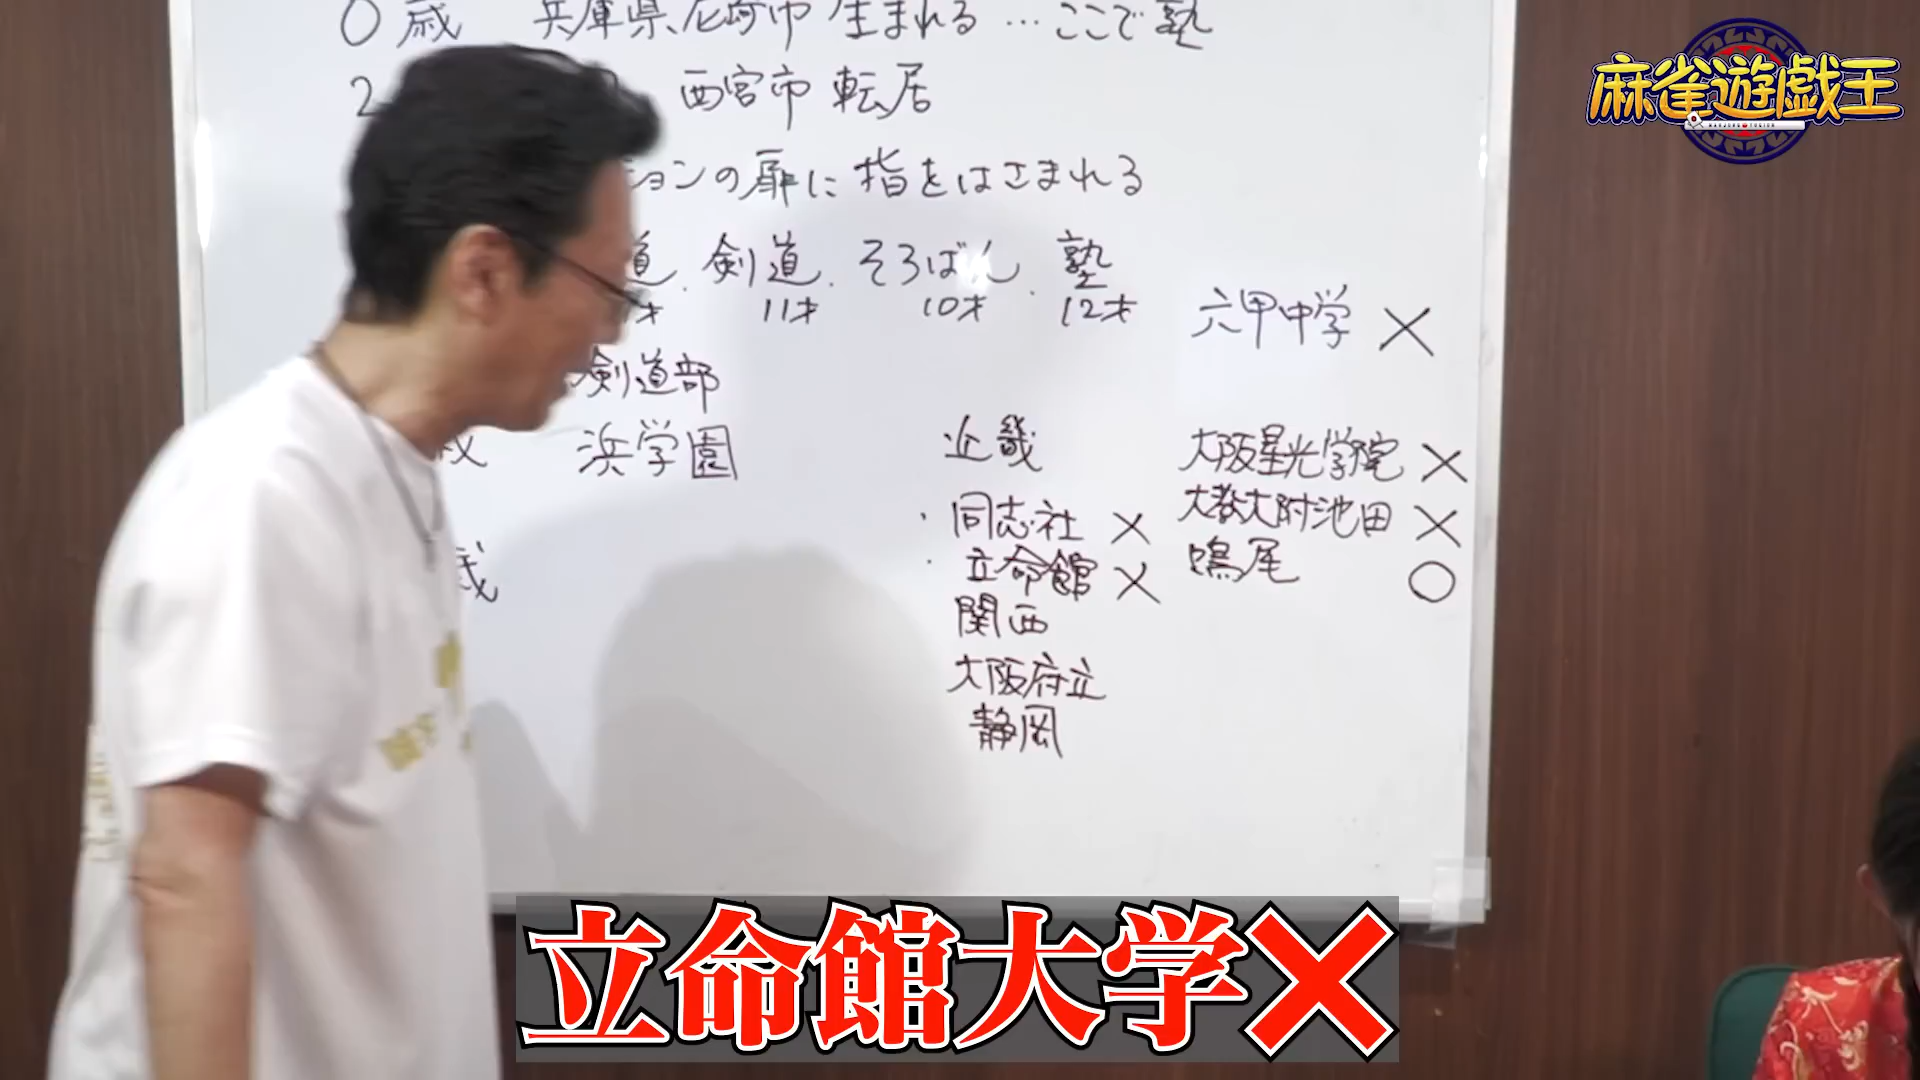 0歳 兵庫県尼崎市 生まれる…ここで塾
2 西宮市 転居
ョンの扉に指をはさまれる
道、剣道、そろばん、塾
才 11才 10才 12才
六甲中学 ×
剣道部
歳 浜学園
近畿
・同志社 ×
・立命館 ×
関西
大阪府立
静岡
大阪星光学院 ×
大教大附池田 ×
鳴尾 ○
歳
麻雀遊戯王
立命館大学×